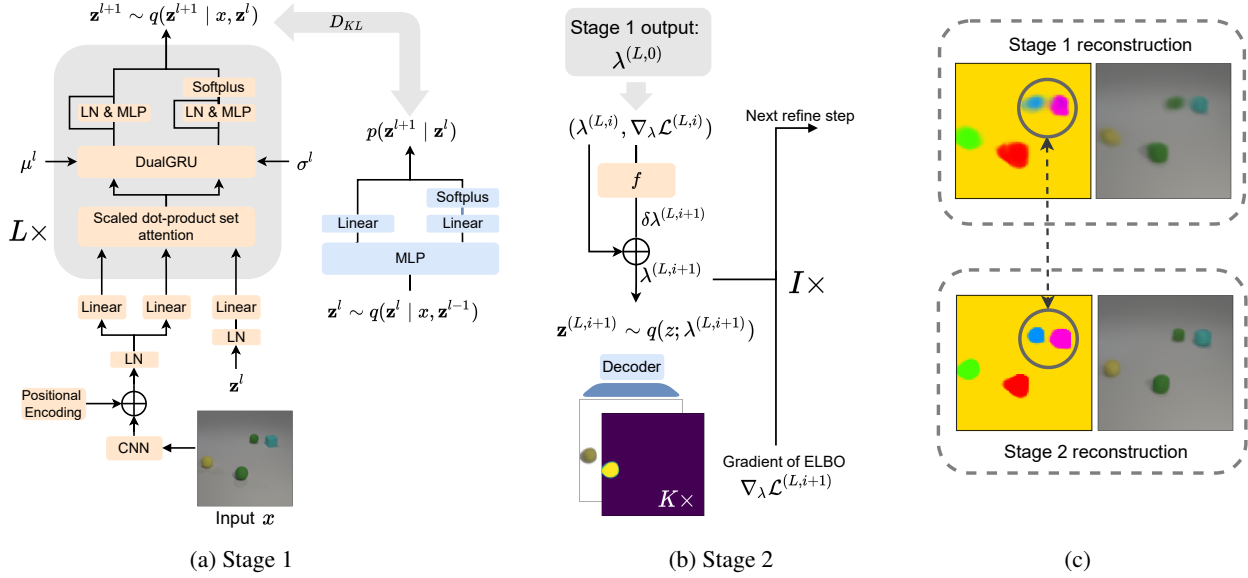 𝐳^{l+1} ∼ q(𝐳^{l+1} | x, 𝐳^l)
D_{KL}
Softplus
LN & MLP
LN & MLP
μ^l
DualGRU
σ^l
L×
Scaled dot-product set
attention
Linear
Linear
Linear
LN
LN
𝐳^l
Positional
Encoding
CNN
Input x
p(𝐳^{l+1} | 𝐳^l)
Softplus
Linear
Linear
MLP
𝐳^l ∼ q(𝐳^l | x, 𝐳^{l−1})
(a) Stage 1
Stage 1 output:
λ^{(L,0)}
(λ^{(L,i)}, ∇_λ ℒ^{(L,i)})
f
δλ^{(L,i+1)}
λ^{(L,i+1)}
𝐳^{(L,i+1)} ∼ q(z; λ^{(L,i+1)})
Decoder
K×
Next refine step
I×
Gradient of ELBO
∇_λ ℒ^{(L,i+1)}
(b) Stage 2
Stage 1 reconstruction
Stage 2 reconstruction
(c)